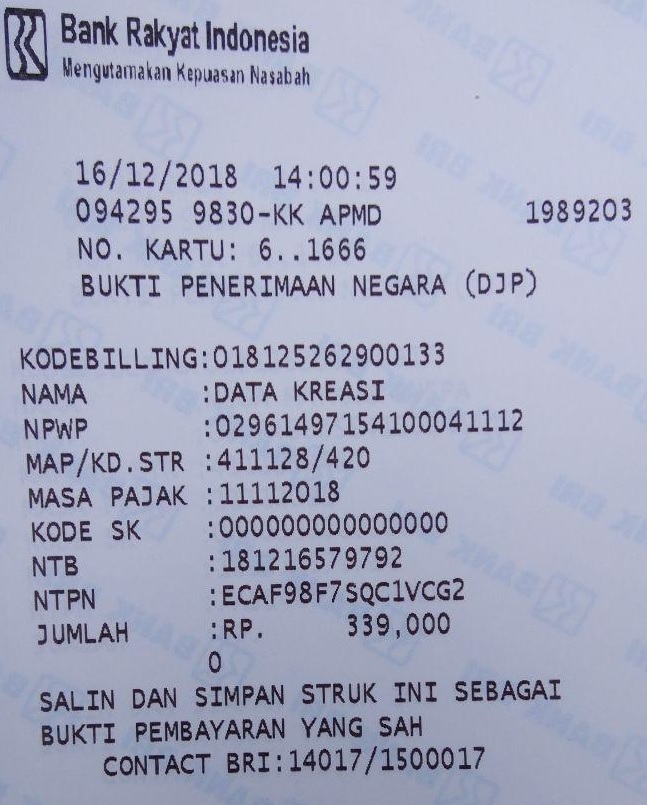 Bank Rakyat Indonesia
Mengutamakan Kepuasan Nasabah
16/12/2018 14:00:59
094295 9830-KK APMD 1989203
NO. KARTU: 6..1666
BUKTI PENERIMAAN NEGARA (DJP)
KODEBILLING:018125262900133
NAMA :DATA KREASI
NPWP :02961497154100041112
MAP/KD.STR :411128/420
MASA PAJAK :11112018
KODE SK :000000000000000
NTB :181216579792
NTPN :ECAF98F7SQC1VCG2
JUMLAH :RP. 339,000
0
SALIN DAN SIMPAN STRUK INI SEBAGAI
BUKTI PEMBAYARAN YANG SAH
CONTACT BRI:14017/1500017